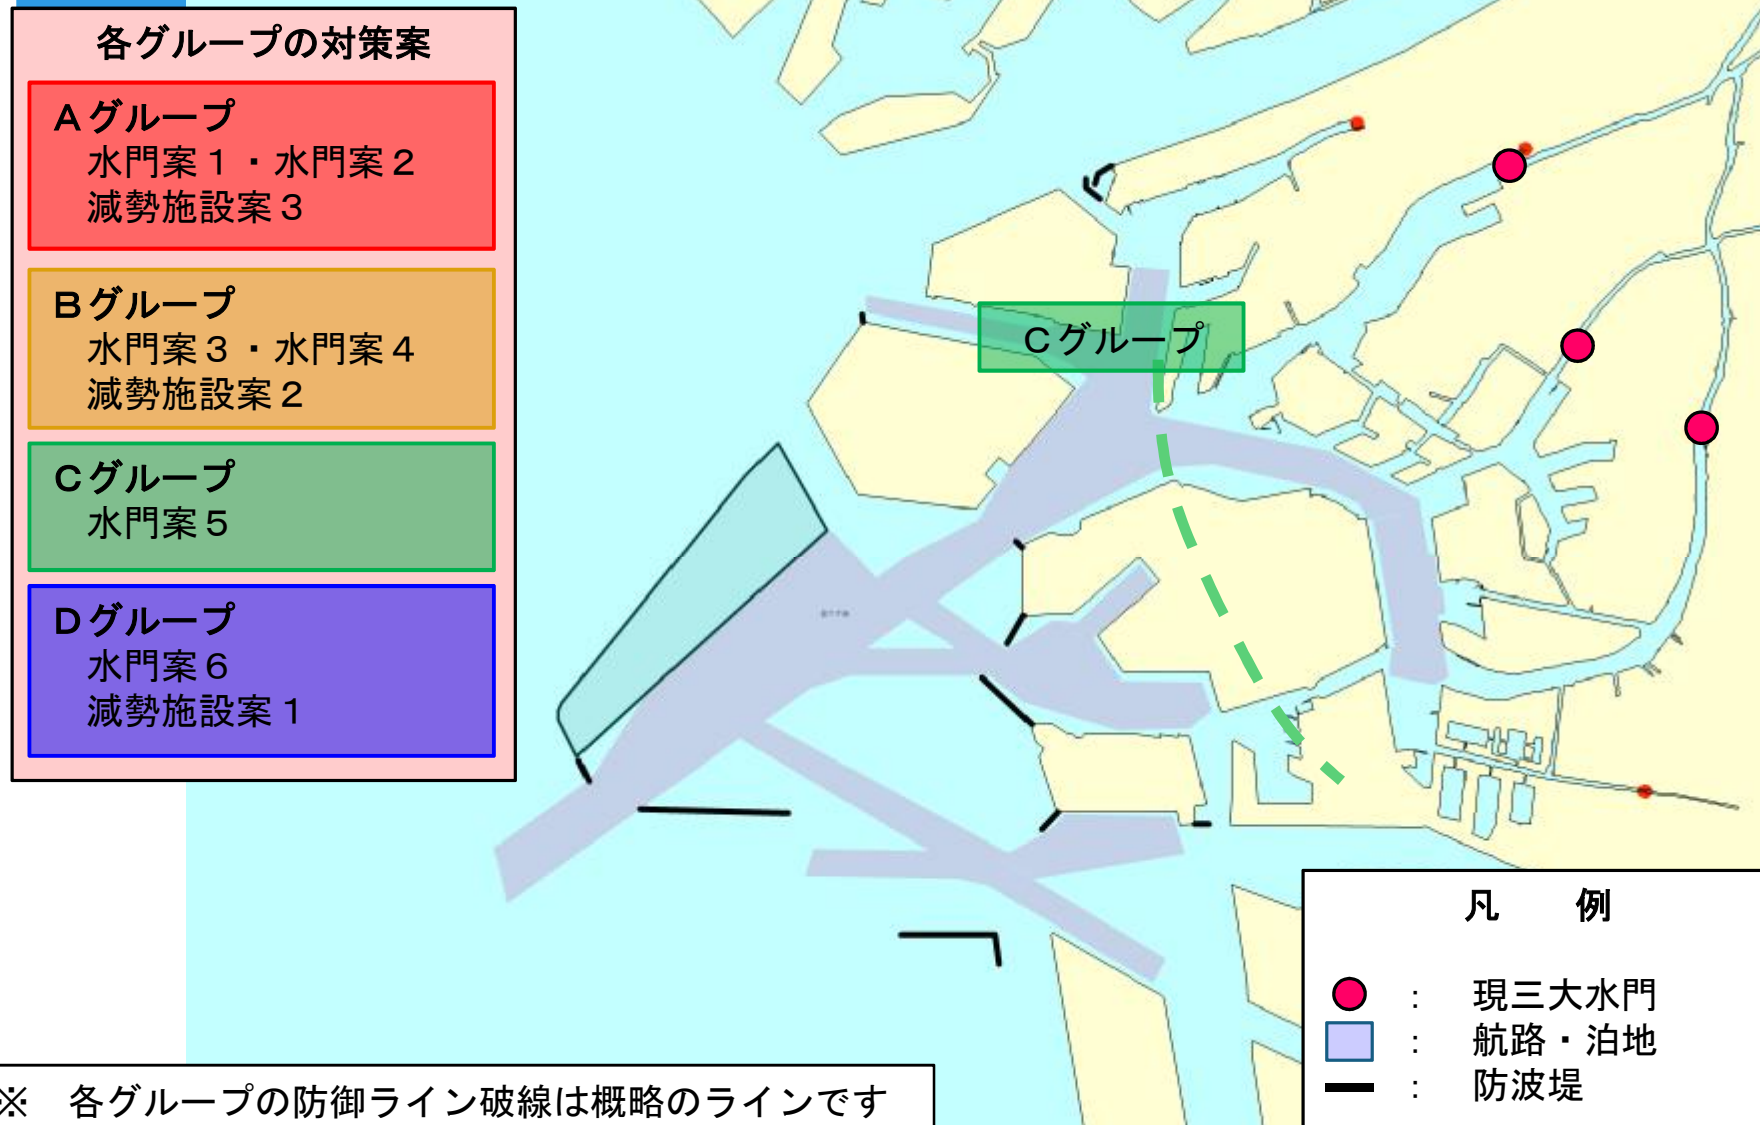 各グループの対策案
Ａグループ
水門案１・水門案２
減勢施設案３
Ｂグループ
水門案３・水門案４
減勢施設案２
Ｃグループ
水門案５
Ｄグループ
水門案６
減勢施設案１
Ｃグループ
凡　例
：　現三大水門
：　航路・泊地
：　防波堤
※　各グループの防御ライン破線は概略のラインです